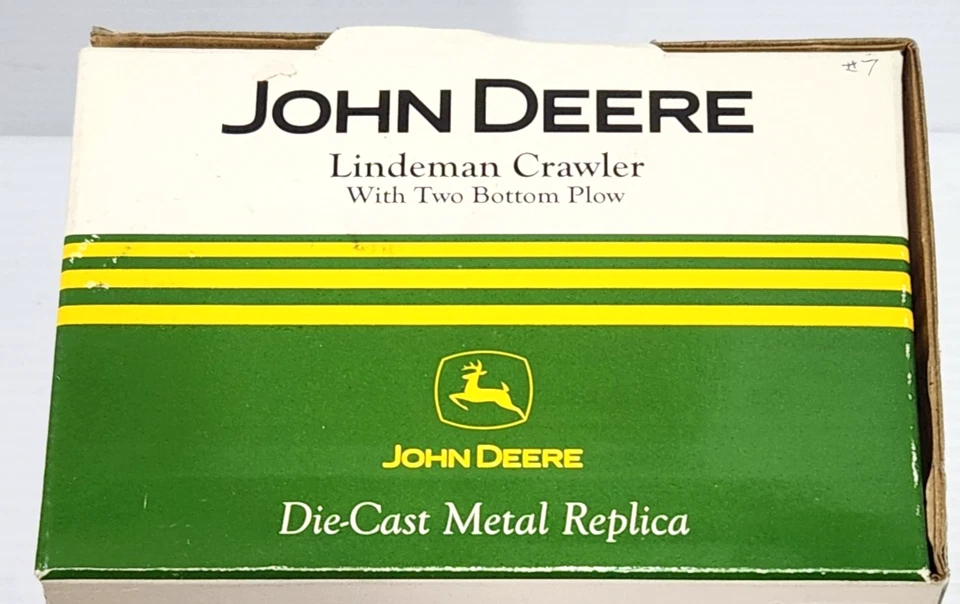 #7
JOHN DEERE
Lindeman Crawler
With Two Bottom Plow
JOHN DEERE
Die-Cast Metal Replica